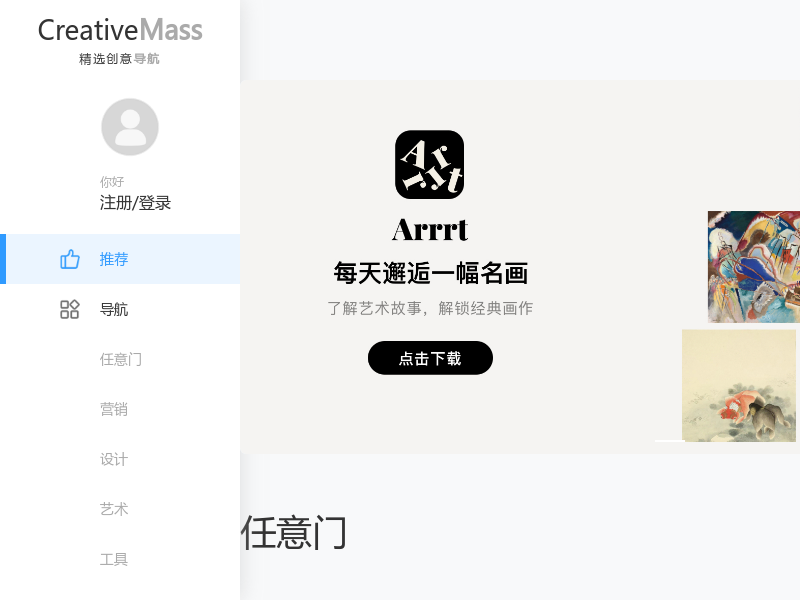 CreativeMass
精选创意导航
你好
注册/登录
推荐
导航
任意门
营销
设计
艺术
工具
Arrrt
Arrrt
每天邂逅一幅名画
了解艺术故事，解锁经典画作
点击下载
任意门